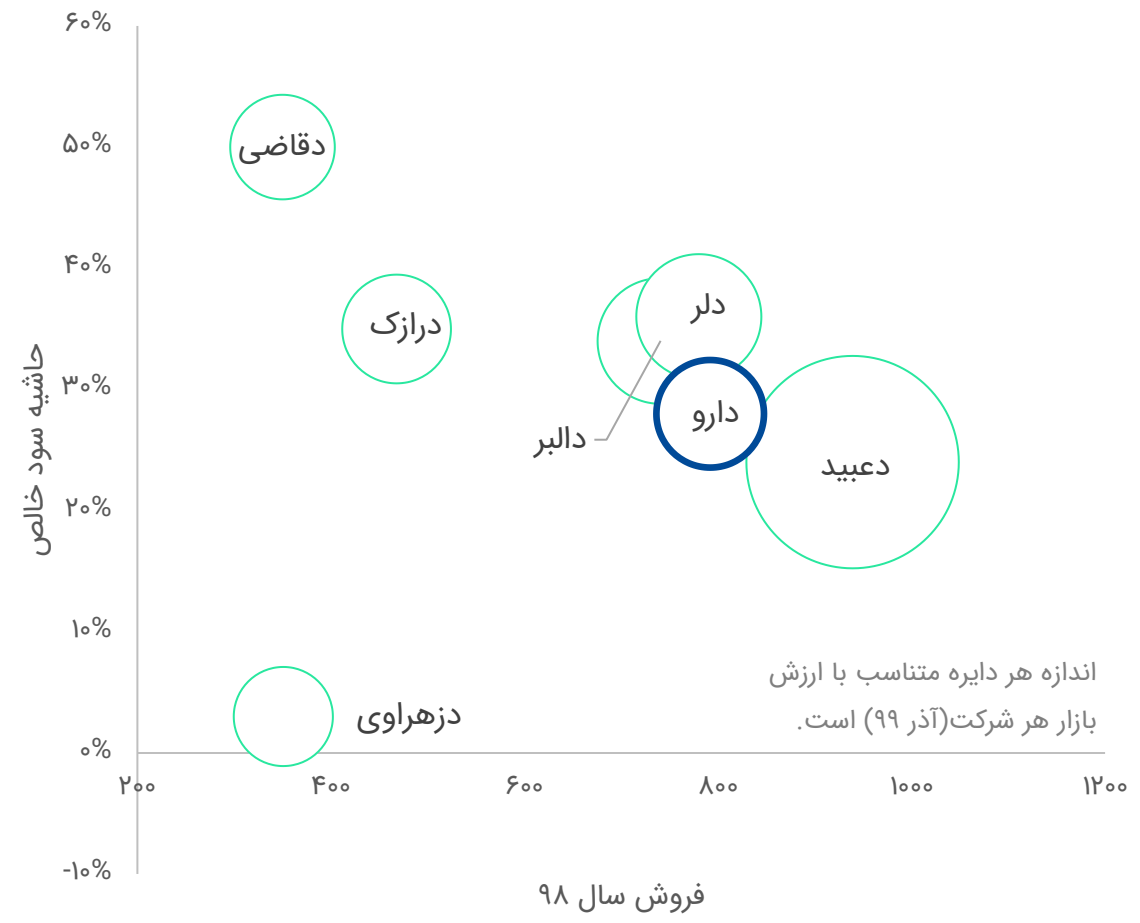 ۶۰%
۵۰%
۴۰%
۳۰%
۲۰%
۱۰%
۰%
-۱۰%
حاشیه سود خالص
دقاضی
درازک
دلر
دارو
دالبر
دعبید
دزهراوی
اندازه هر دایره متناسب با ارزش
بازار هر شرکت(آذر ۹۹) است.
۲۰۰
۴۰۰
۶۰۰
۸۰۰
۱۰۰۰
۱۲۰۰
فروش سال ۹۸